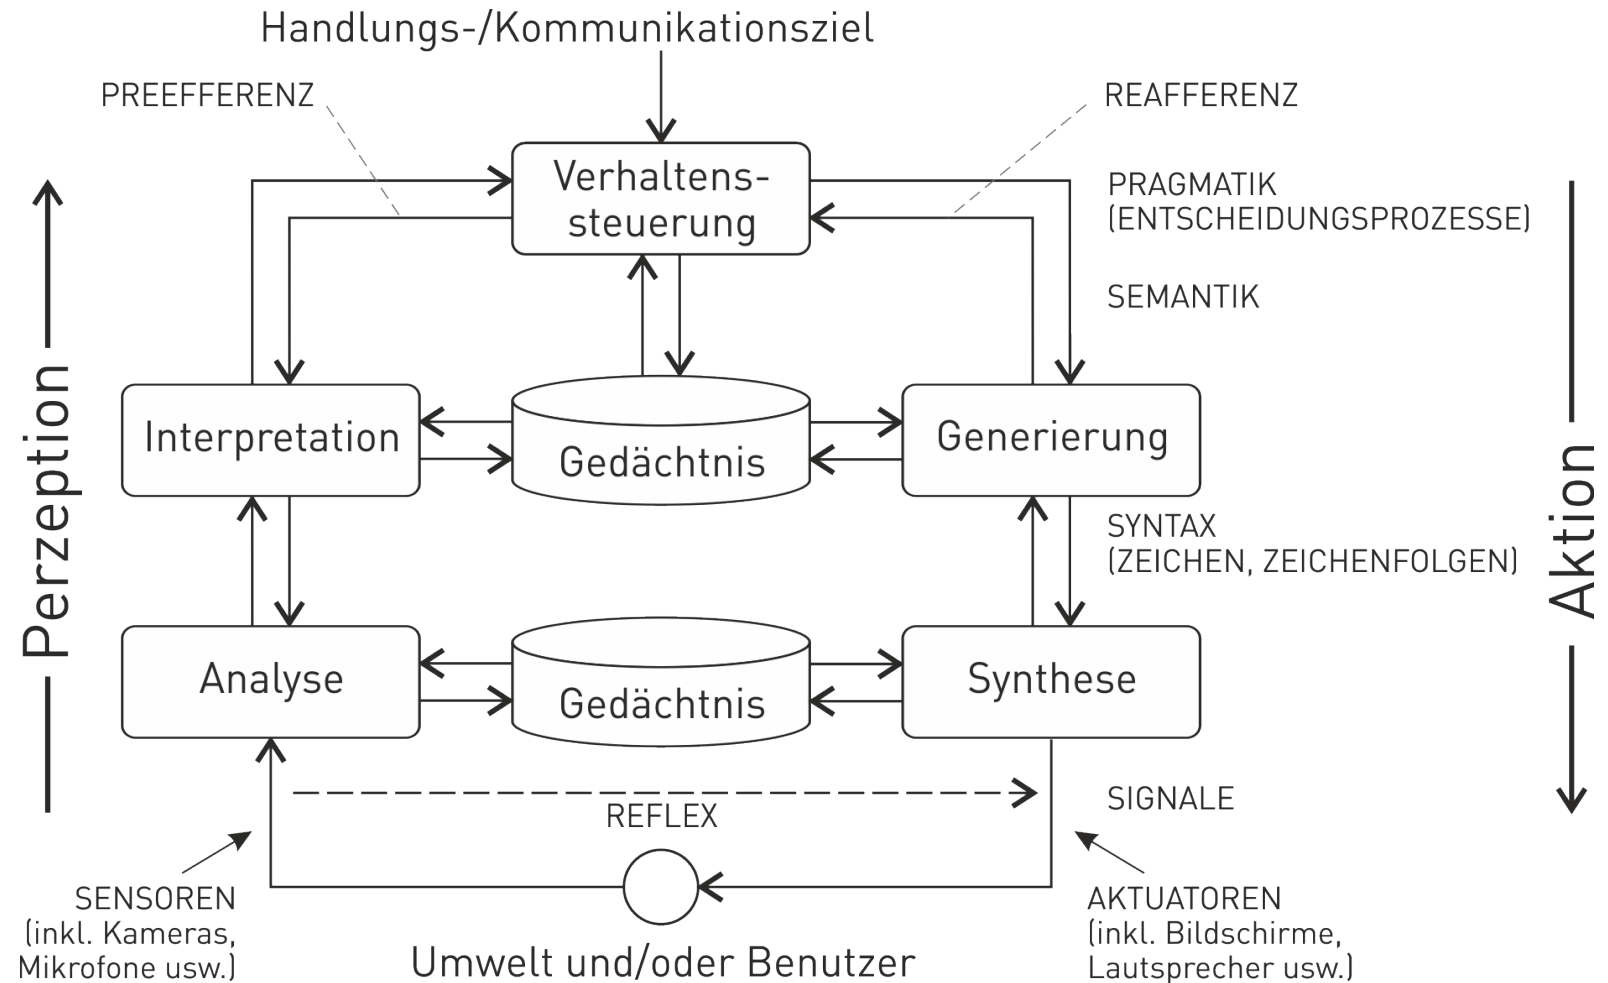 Handlungs-/Kommunikationsziel
PREEFFERENZ
REAFFERENZ
Verhaltens-
steuerung
PRAGMATIK
(ENTSCHEIDUNGSPROZESSE)
SEMANTIK
Perzeption
Interpretation
Gedächtnis
Generierung
Aktion
SYNTAX
(ZEICHEN, ZEICHENFOLGEN)
Analyse
Gedächtnis
Synthese
REFLEX
SIGNALE
SENSOREN
(inkl. Kameras,
Mikrofone usw.)
AKTUATOREN
(inkl. Bildschirme,
Lautsprecher usw.)
Umwelt und/oder Benutzer